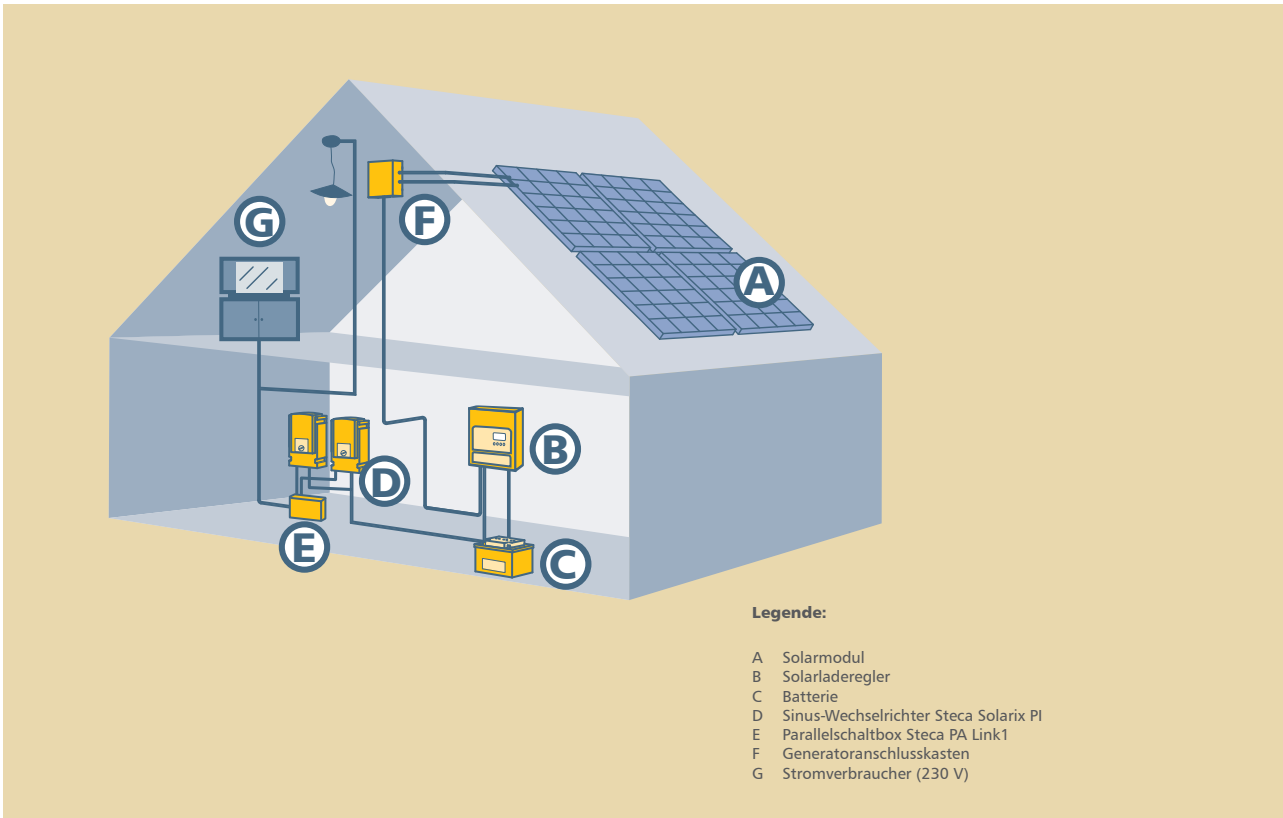 G
F
A
B
D
E
C
Legende:
A Solarmodul
B Solarladeregler
C Batterie
D Sinus-Wechselrichter Steca Solarix PI
E Parallelschaltbox Steca PA Link1
F Generatoranschlusskasten
G Stromverbraucher (230 V)